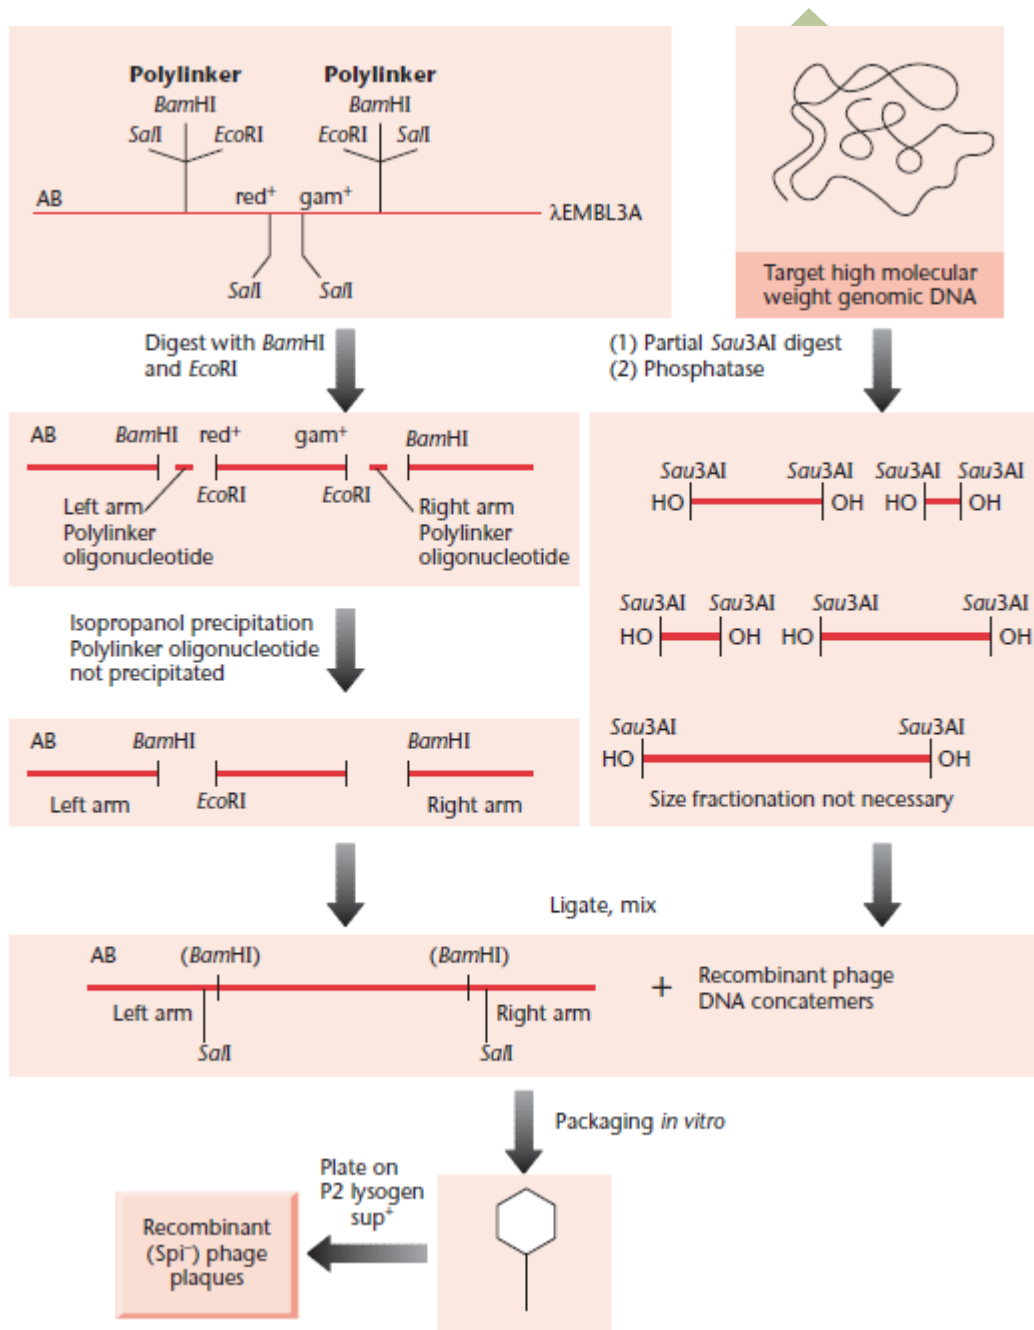 Polylinker
BamHI
SalI EcoRI
Polylinker
BamHI
EcoRI SalI
AB
red⁺ gam⁺
λEMBL3A
SalI SalI
Target high molecular
weight genomic DNA
Digest with BamHI
and EcoRI
(1) Partial Sau3AI digest
(2) Phosphatase
AB BamHI red⁺ gam⁺ BamHI
EcoRI EcoRI
Left arm
Polylinker
oligonucleotide
Right arm
Polylinker
oligonucleotide
Sau3AI Sau3AI Sau3AI Sau3AI
HO OH HO OH
Sau3AI Sau3AI Sau3AI Sau3AI
HO OH HO OH
Sau3AI Sau3AI
HO OH
Size fractionation not necessary
Isopropanol precipitation
Polylinker oligonucleotide
not precipitated
AB BamHI BamHI
Left arm EcoRI Right arm
Ligate, mix
AB (BamHI) (BamHI)
Left arm Right arm
SalI SalI
+
Recombinant phage
DNA concatemers
Packaging in vitro
Plate on
P2 lysogen
sup⁺
Recombinant
(Spi⁻) phage
plaques